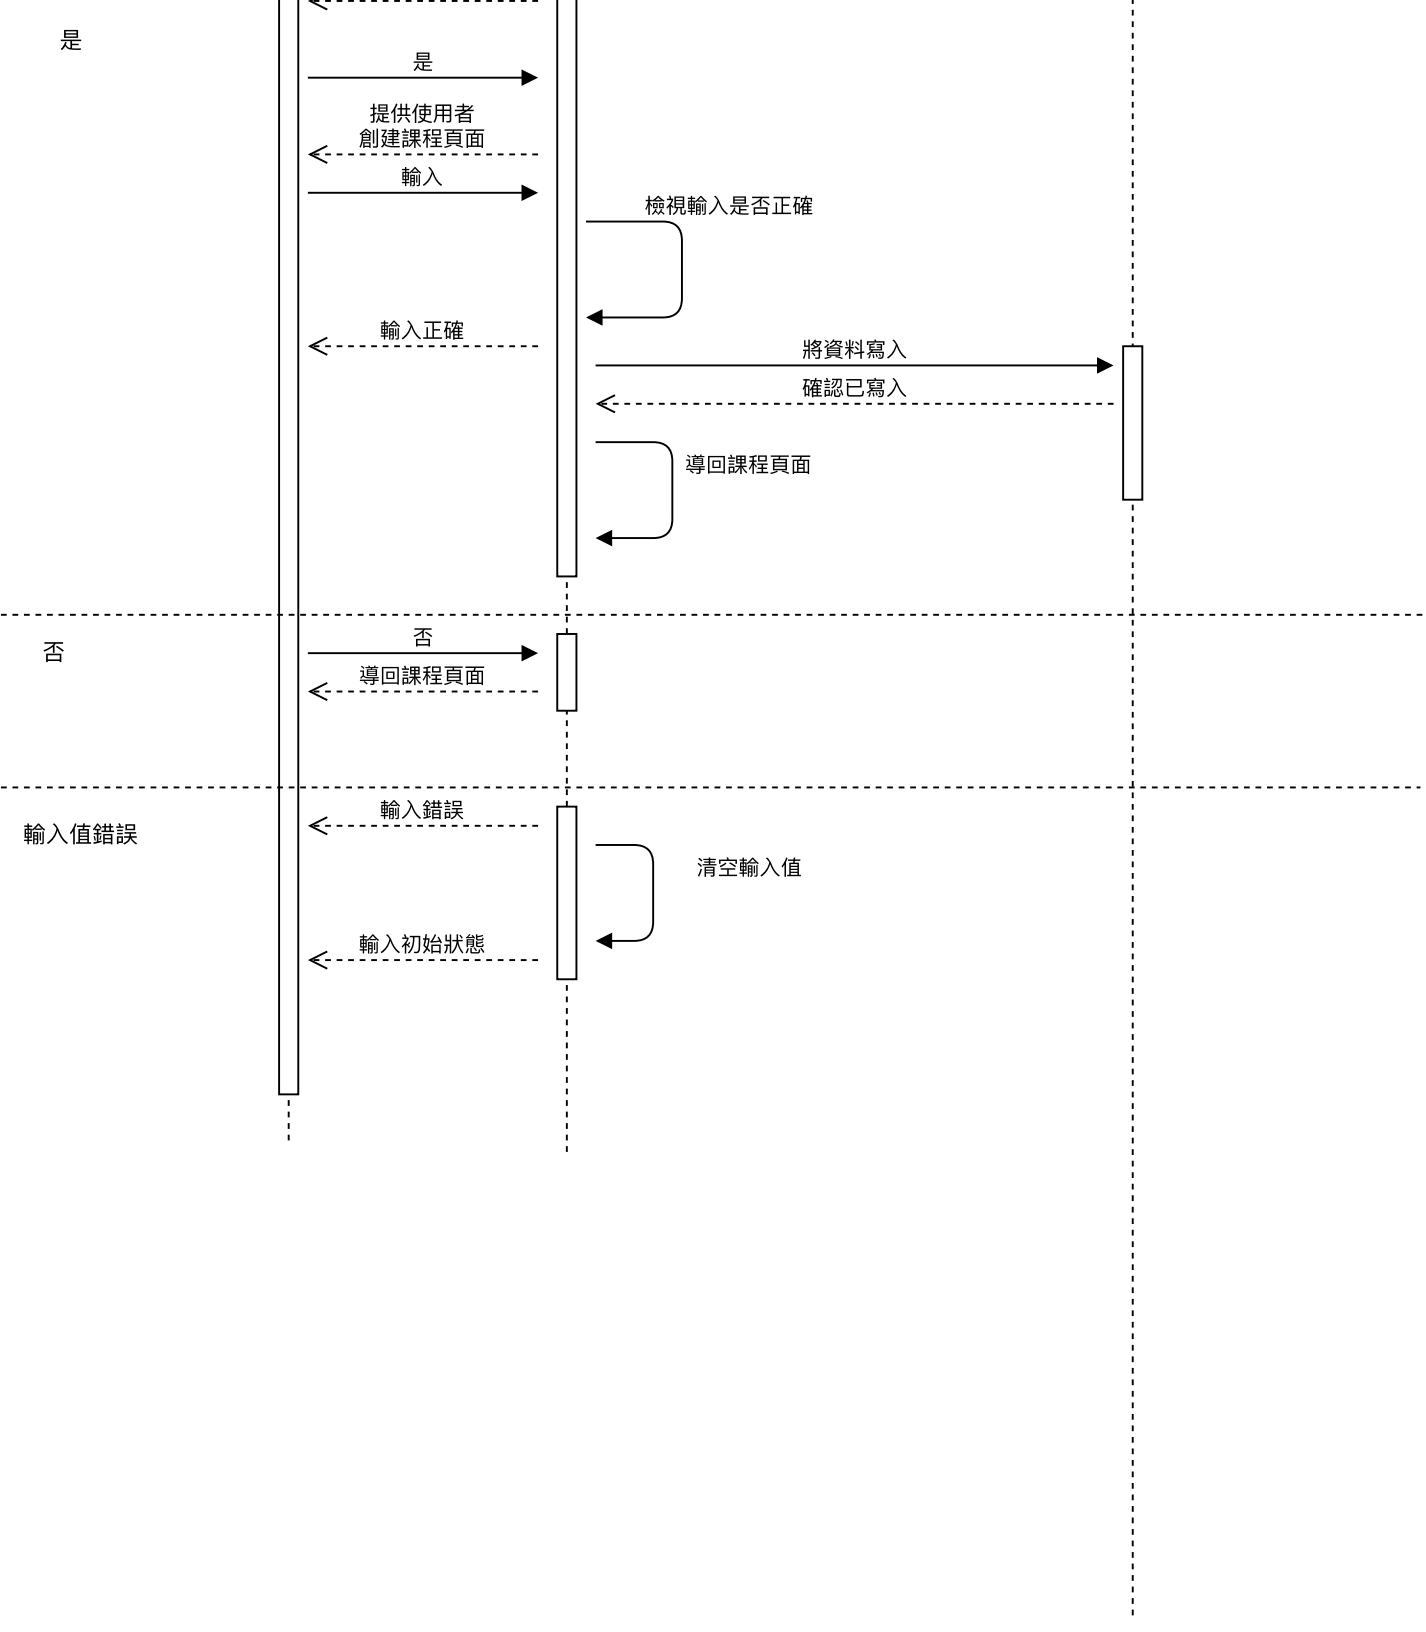 是
是
提供使用者
創建課程頁面
輸入
檢視輸入是否正確
輸入正確
將資料寫入
確認已寫入
導回課程頁面
否
否
導回課程頁面
輸入錯誤
輸入值錯誤
清空輸入值
輸入初始狀態